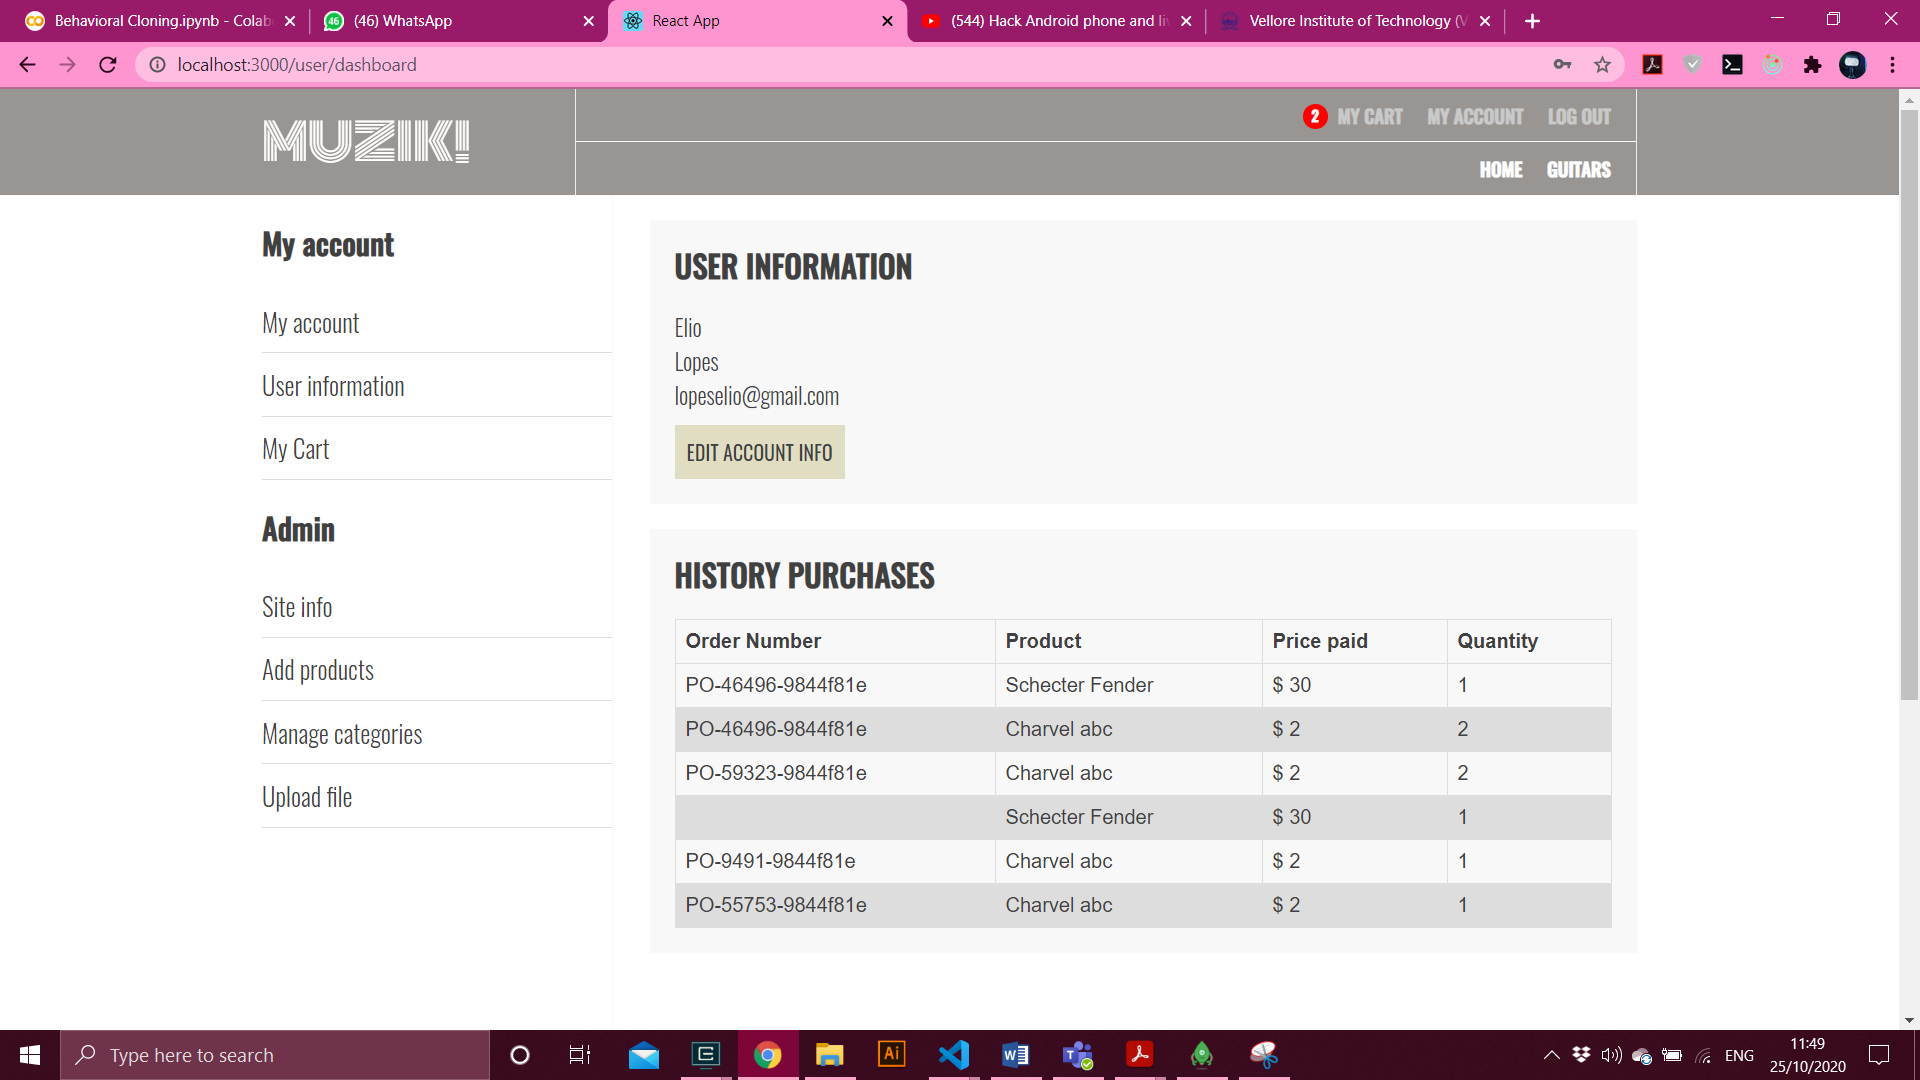 Behavioral Cloning.ipynb - Colab
(46) WhatsApp
React App
(544) Hack Android phone and li
Vellore Institute of Technology (V
localhost:3000/user/dashboard
MUZIK!
2 MY CART MY ACCOUNT LOG OUT
HOME GUITARS
My account
My account
User information
My Cart
Admin
Site info
Add products
Manage categories
Upload file
USER INFORMATION
Elio
Lopes
lopeselio@gmail.com
EDIT ACCOUNT INFO
HISTORY PURCHASES
Order Number Product Price paid Quantity
PO-46496-9844f81e Schecter Fender $ 30 1
PO-46496-9844f81e Charvel abc $ 2 2
PO-59323-9844f81e Charvel abc $ 2 2
Schecter Fender $ 30 1
PO-9491-9844f81e Charvel abc $ 2 1
PO-55753-9844f81e Charvel abc $ 2 1
Type here to search
ENG
11:49
25/10/2020